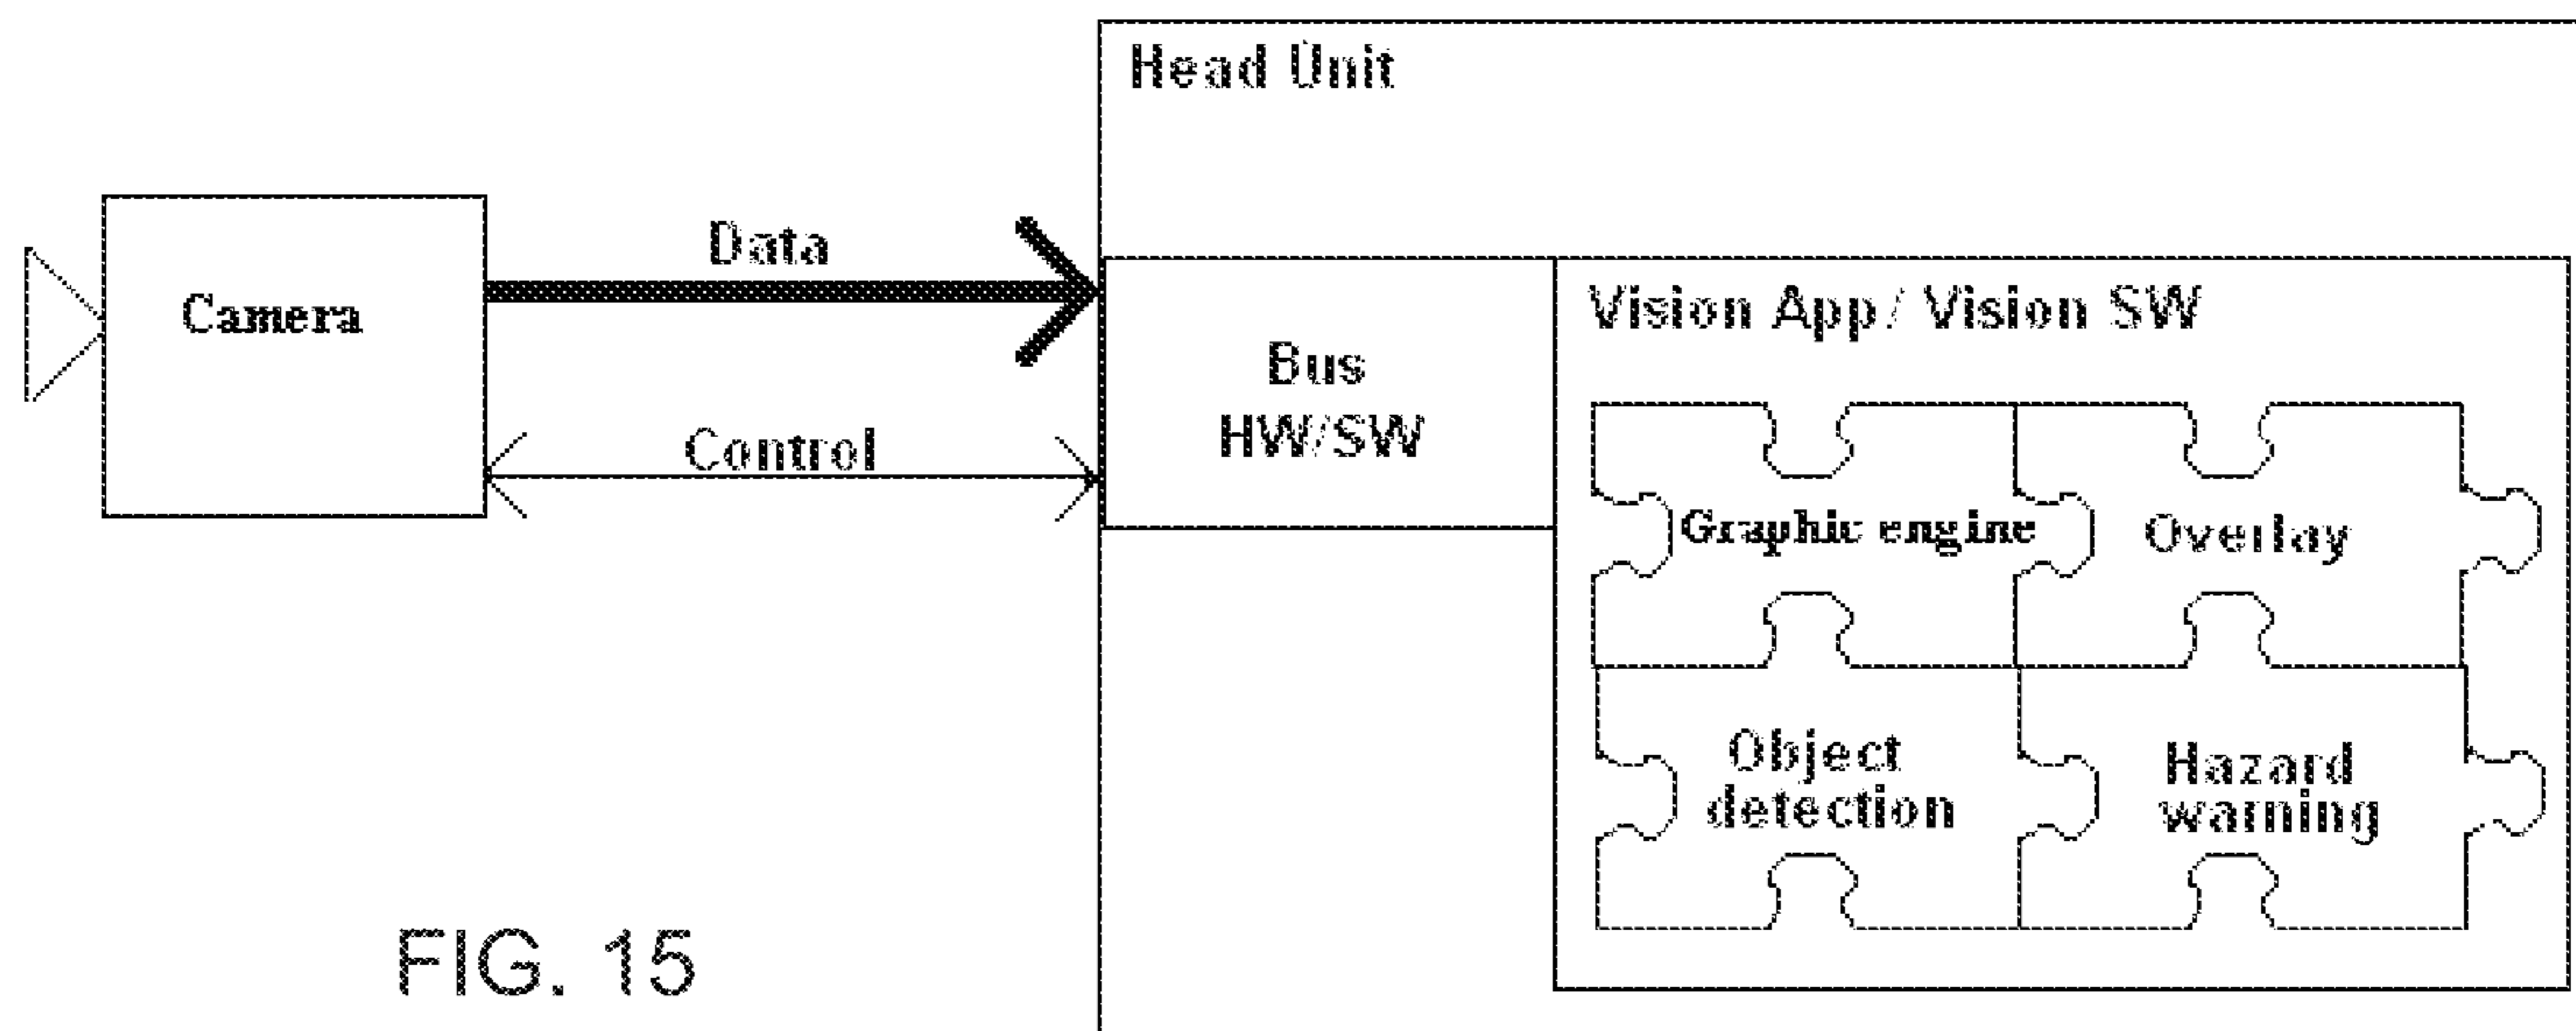 Head Unit
Camera
Data
Control
Bus
HW/SW
Vision App/ Vision SW
Graphic engine
Overlay
Object
detection
Hazard
warning
FIG. 15